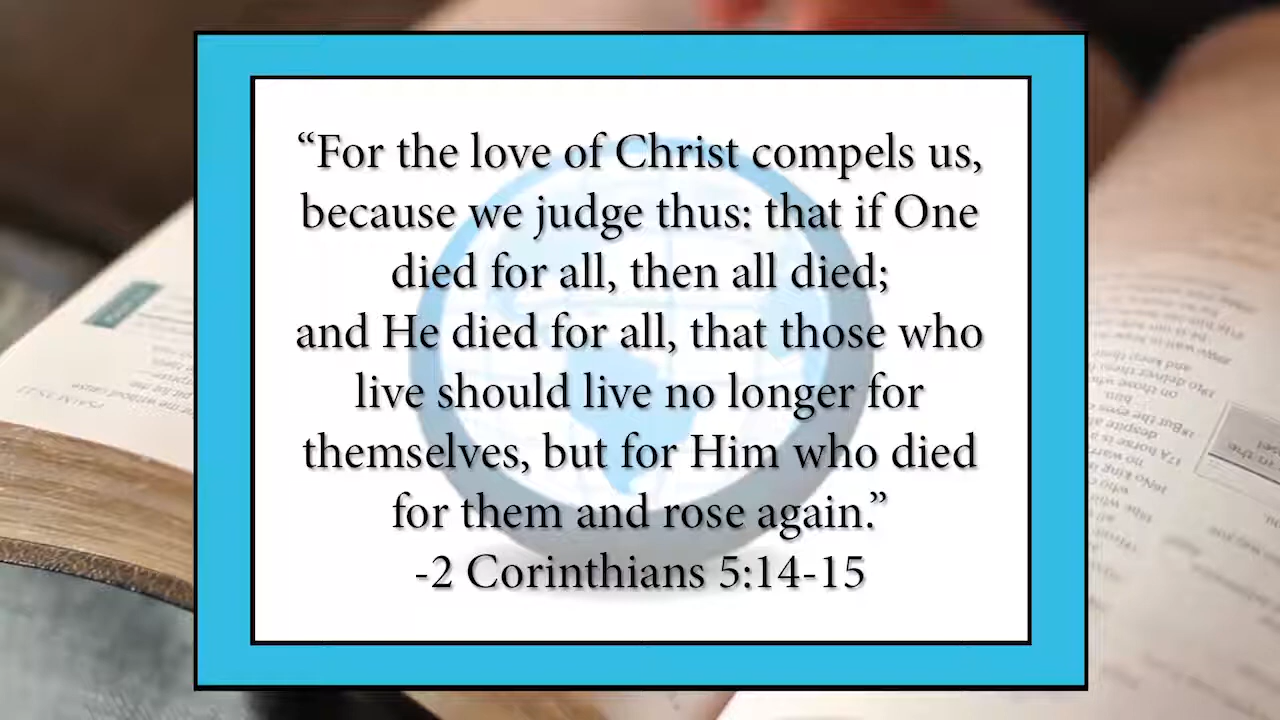 “For the love of Christ compels us,
because we judge thus: that if One
died for all, then all died;
and He died for all, that those who
live should live no longer for
themselves, but for Him who died
for them and rose again.”
-2 Corinthians 5:14-15